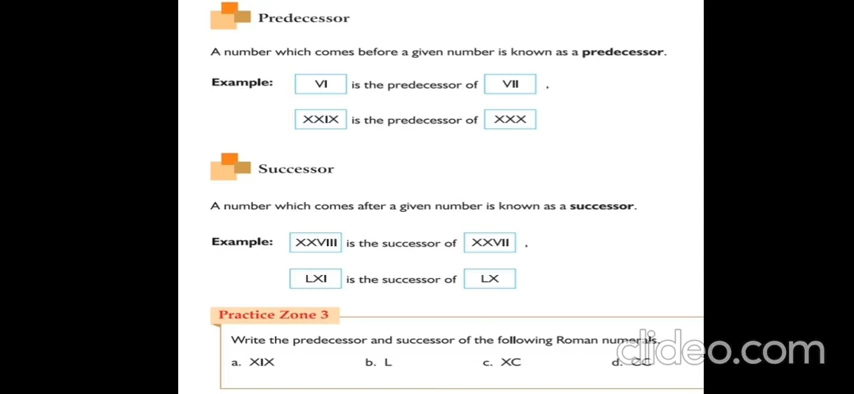 Predecessor
A number which comes before a given number is known as a predecessor.
Example: VI is the predecessor of VII ,
XXIX is the predecessor of XXX
Successor
A number which comes after a given number is known as a successor.
Example: XXVIII is the successor of XXVII ,
LXI is the successor of LX
Practice Zone 3
Write the predecessor and successor of the following Roman numerals.
a. XIX b. L c. XC d. CC
clideo.com